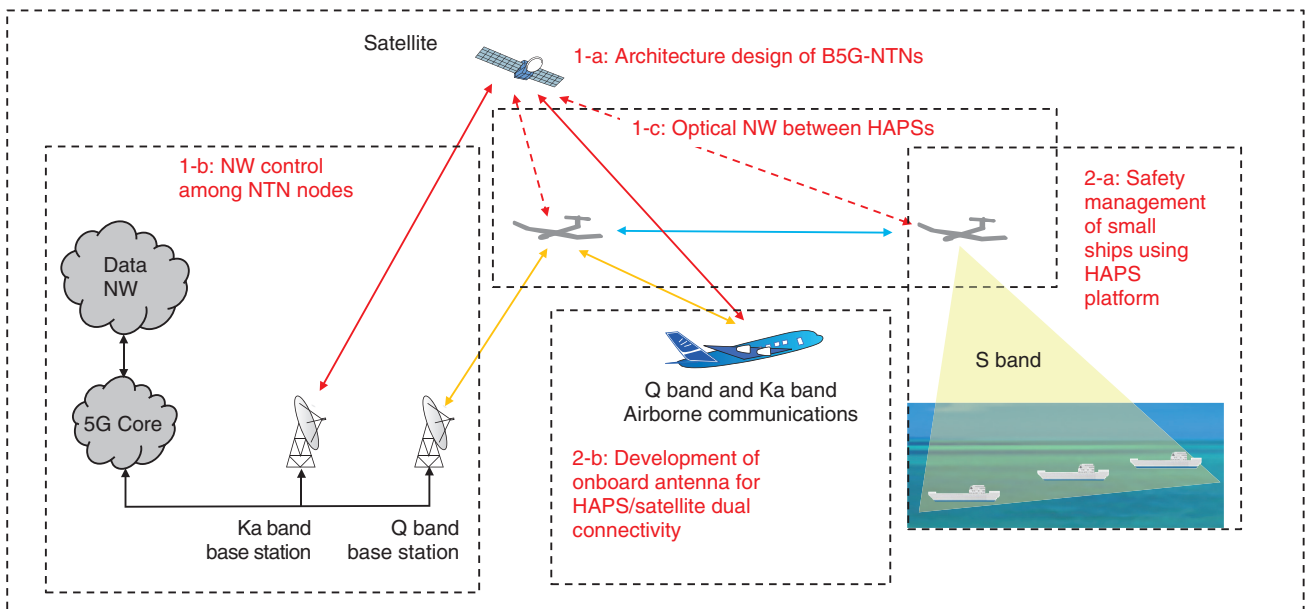 Satellite
1-a: Architecture design of B5G-NTNs
1-c: Optical NW between HAPSs
1-b: NW control
among NTN nodes
2-a: Safety
management
of small
ships using
HAPS
platform
Data
NW
5G Core
Ka band
base station
Q band
base station
Q band and Ka band
Airborne communications
2-b: Development of
onboard antenna for
HAPS/satellite dual
connectivity
S band